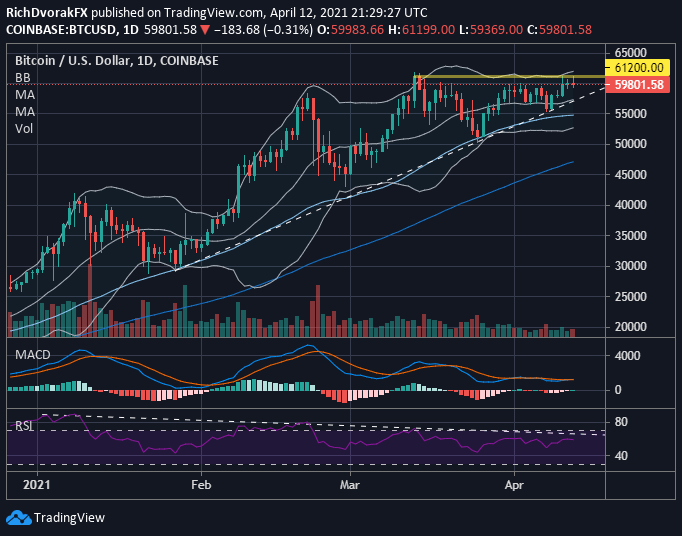 RichDvorakFX published on TradingView.com, April 12, 2021 21:29:27 UTC
COINBASE:BTCUSD, 1D 59801.58 ▼ −183.68 (−0.31%) O:59983.66 H:61199.00 L:59369.00 C:59801.58
Bitcoin / U.S. Dollar, 1D, COINBASE
BB
MA
MA
Vol
65000
61200.00
59801.58
55000
50000
45000
40000
35000
30000
25000
20000
MACD
4000
0
RSI
80
40
2021 Feb Mar Apr
TradingView